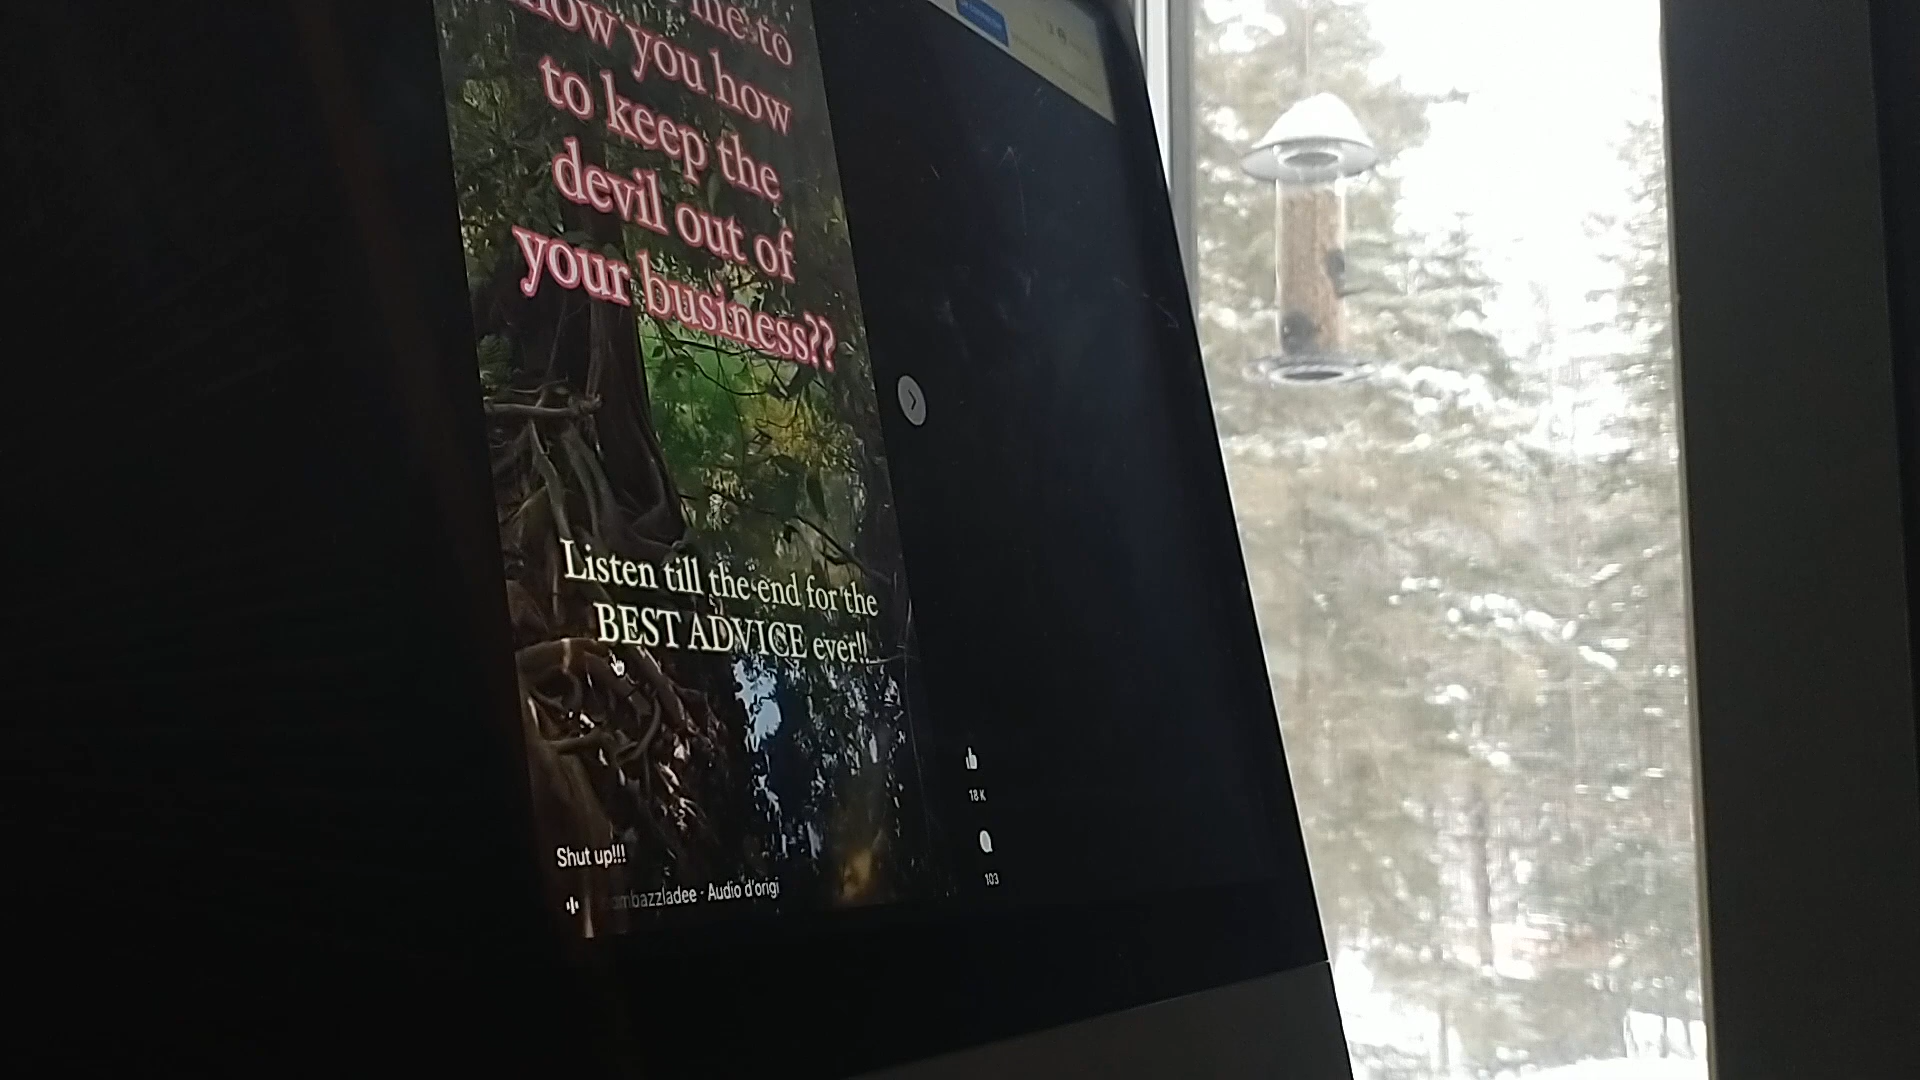 me to
how you how
to keep the
devil out of
your business??
Listen till the end for the
BEST ADVICE ever!!
18 K
103
Shut up!!!
mbazzladee · Audio d'origi